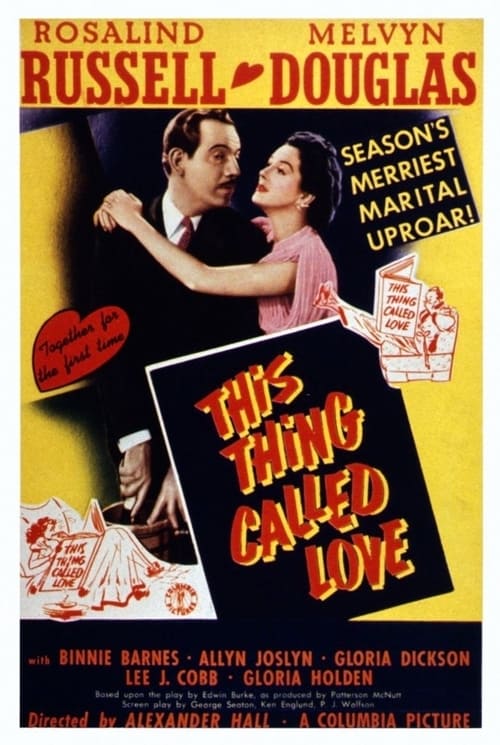 ROSALIND MELVYN
RUSSELL DOUGLAS
SEASON'S
MERRIEST
MARITAL
UPROAR!
THIS
THING
CALLED
LOVE
Together for
the first time
THIS
THING
CALLED
LOVE
THIS
THING
CALLED
LOVE
COLUMBIA
PICTURES
with BINNIE BARNES · ALLYN JOSLYN · GLORIA DICKSON
LEE J. COBB · GLORIA HOLDEN
Based upon the play by Edwin Burke, as produced by Patterson McNutt
Screen play by George Seaton, Ken Englund, P. J. Wolfson
Directed by ALEXANDER HALL · A COLUMBIA PICTURE